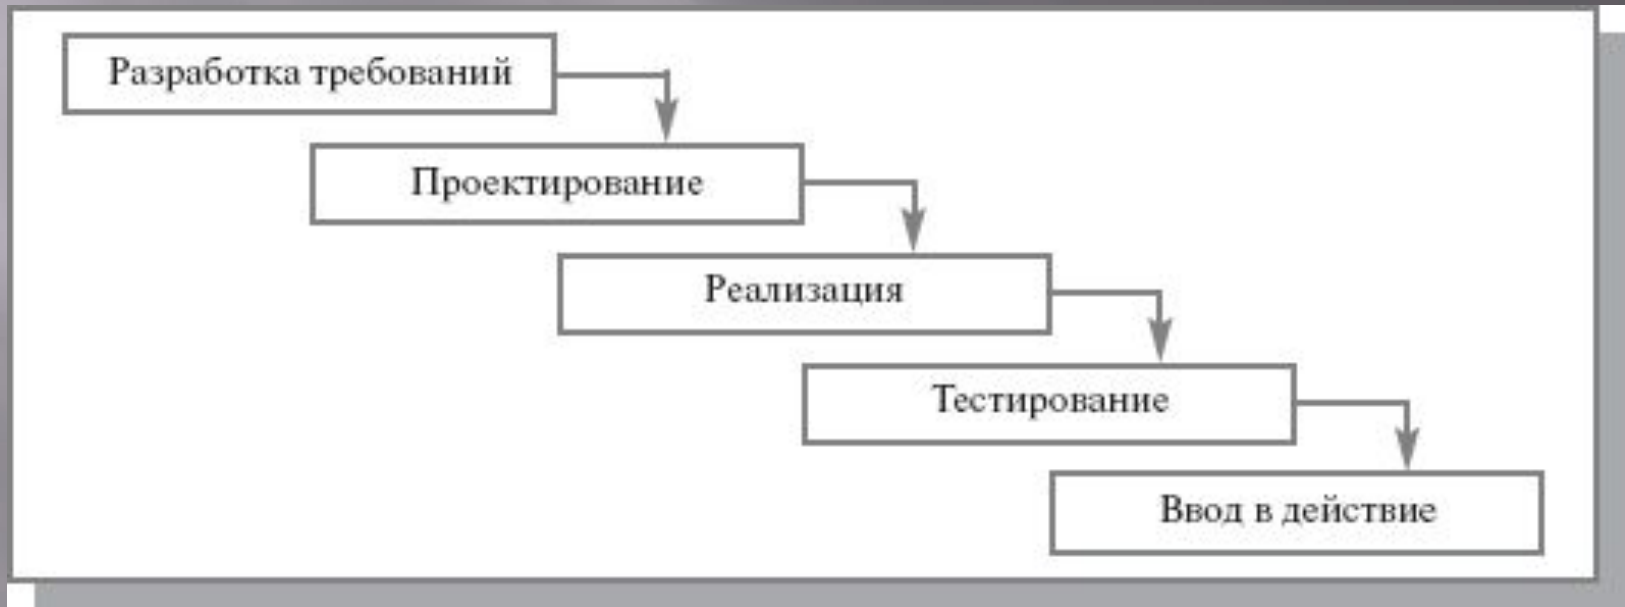 Разработка требований
Проектирование
Реализация
Тестирование
Ввод в действие